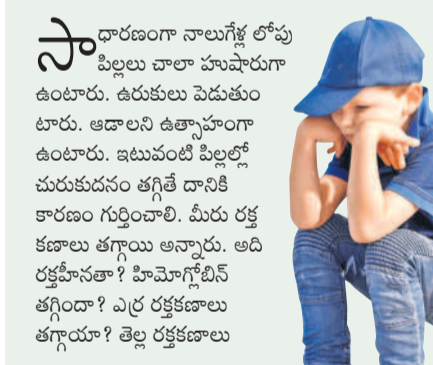 సాధారణంగా నాలుగేళ్ల లోపు
పిల్లలు చాలా హుషారుగా
ఉంటారు. ఉరుకులు పెడుతుం
టారు. ఆడాలని ఉత్సాహంగా
ఉంటారు. ఇటువంటి పిల్లల్లో
చురుకుదనం తగ్గితే దానికి
కారణం గుర్తించాలి. మీరు రక్త
కణాలు తగ్గాయి అన్నారు. అది
రక్తహీనతా? హిమోగ్లోబిన్
తగ్గిందా? ఎర్ర రక్తకణాలు
తగ్గాయా? తెల్ల రక్తకణాలు